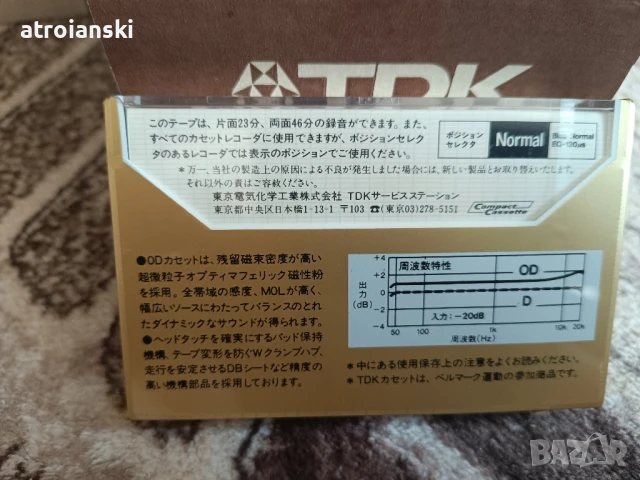 atroianski
TDK
このテープは、片面23分、両面46分の録音ができます。また、
すべてのカセットレコーダに使用できますが、ポジションセレク
タのあるレコーダでは表示のポジションでご使用ください。
ポジション
セレクタ
Normal
Bias Normal
EQ-120μs
＊万一、当社の製造上の原因による不良が発生しました場合には、新しい製品とお取り替えいたします。
それ以外の責はご容赦ください。
東京電気化学工業株式会社 TDKサービスステーション
東京都中央区日本橋1-13-1 〒103 ☎(東京03)278-5151
Compact
Cassette
●ODカセットは、残留磁束密度が高い
超微粒子オプティマフェリック磁性粉
を採用。全帯域の感度、MOLが高く、
幅広いソースにわたってバランスのとれ
たダイナミックなサウンドが得られます。
●ヘッドタッチを確実にするパッド保持
機構、テープ変形を防ぐWクランプハブ、
走行を安定させるDBシートなど精度の
高い機構部品を採用しております。
周波数特性
出力(dB)
+4
+2
0
-2
-4
OD
D
入力：-20dB
50 100 1k 10k 20k
周波数(Hz)
＊中にある使用保存上の注意をよくお読みください。
＊TDKカセットは、ベルマーク運動の参加商品です。
BAZAR